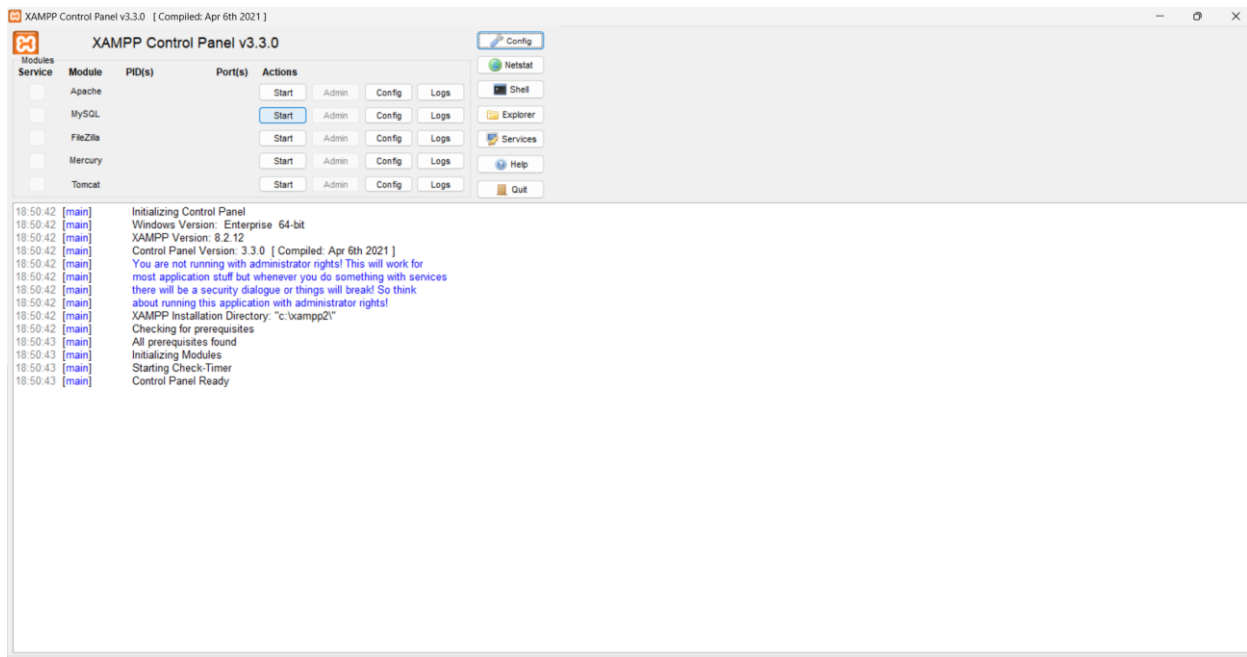 XAMPP Control Panel v3.3.0 [ Compiled: Apr 6th 2021 ]
XAMPP Control Panel v3.3.0
Config
Modules
Service Module PID(s) Port(s) Actions
Netstat
Apache Start Admin Config Logs
Shell
MySQL Start Admin Config Logs
Explorer
FileZilla Start Admin Config Logs
Services
Mercury Start Admin Config Logs
Help
Tomcat Start Admin Config Logs
Quit
18:50:42 [main] Initializing Control Panel
18:50:42 [main] Windows Version: Enterprise 64-bit
18:50:42 [main] XAMPP Version: 8.2.12
18:50:42 [main] Control Panel Version: 3.3.0 [ Compiled: Apr 6th 2021 ]
18:50:42 [main] You are not running with administrator rights! This will work for
18:50:42 [main] most application stuff but whenever you do something with services
18:50:42 [main] there will be a security dialogue or things will break! So think
18:50:42 [main] about running this application with administrator rights!
18:50:42 [main] XAMPP Installation Directory: "c:\xampp2\"
18:50:42 [main] Checking for prerequisites
18:50:43 [main] All prerequisites found
18:50:43 [main] Initializing Modules
18:50:43 [main] Starting Check-Timer
18:50:43 [main] Control Panel Ready